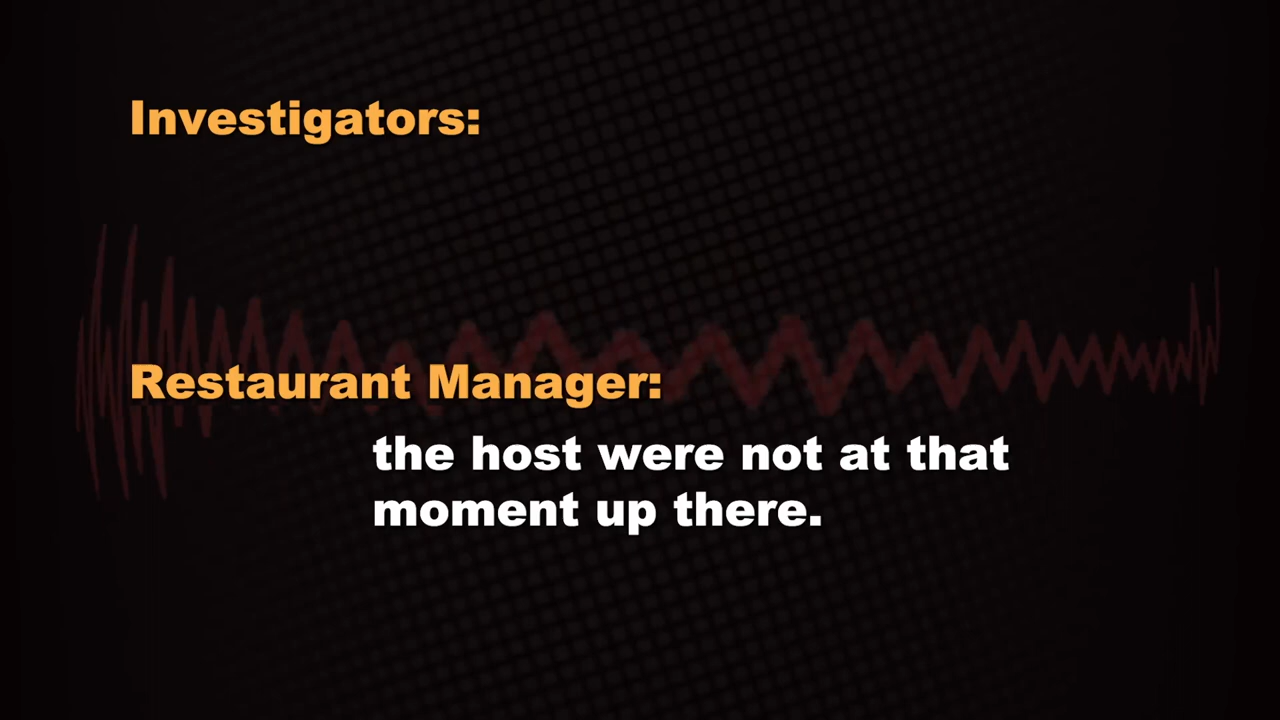 Investigators:
Restaurant Manager:
the host were not at that
moment up there.